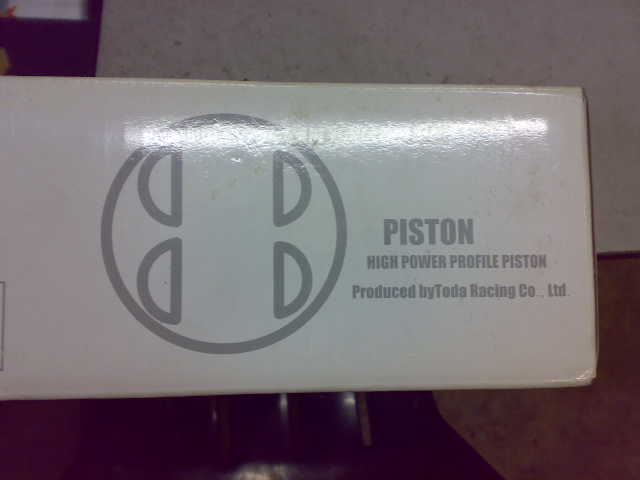 PISTON
HIGH POWER PROFILE PISTON
Produced byToda Racing Co., Ltd.